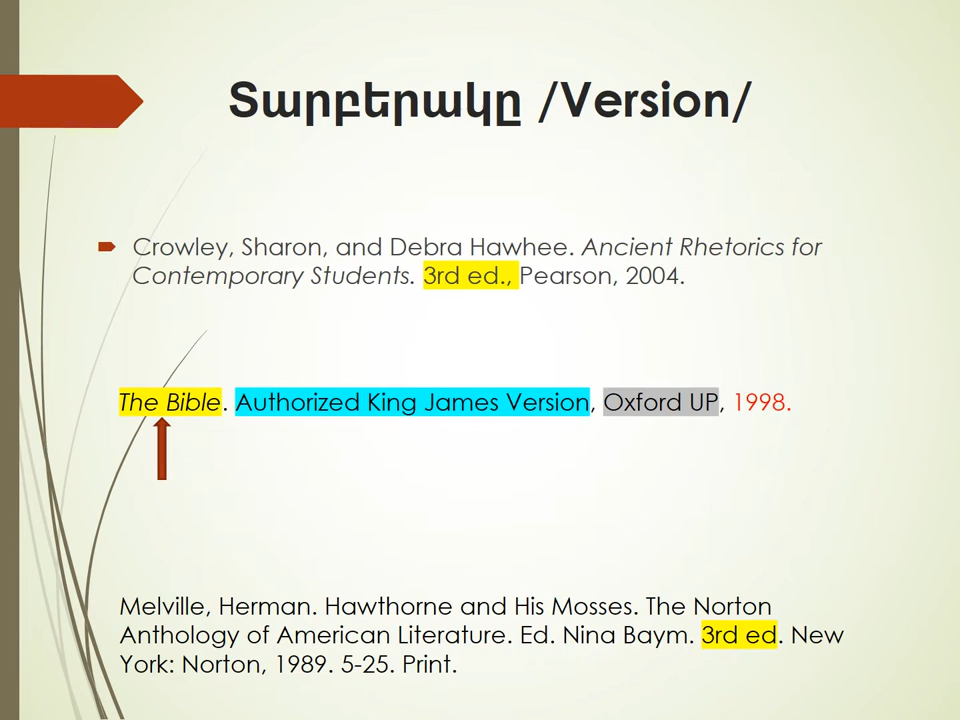 Տարբերակը /Version/
Crowley, Sharon, and Debra Hawhee. Ancient Rhetorics for
Contemporary Students. 3rd ed., Pearson, 2004.
The Bible. Authorized King James Version, Oxford UP, 1998.
Melville, Herman. Hawthorne and His Mosses. The Norton
Anthology of American Literature. Ed. Nina Baym. 3rd ed. New
York: Norton, 1989. 5-25. Print.